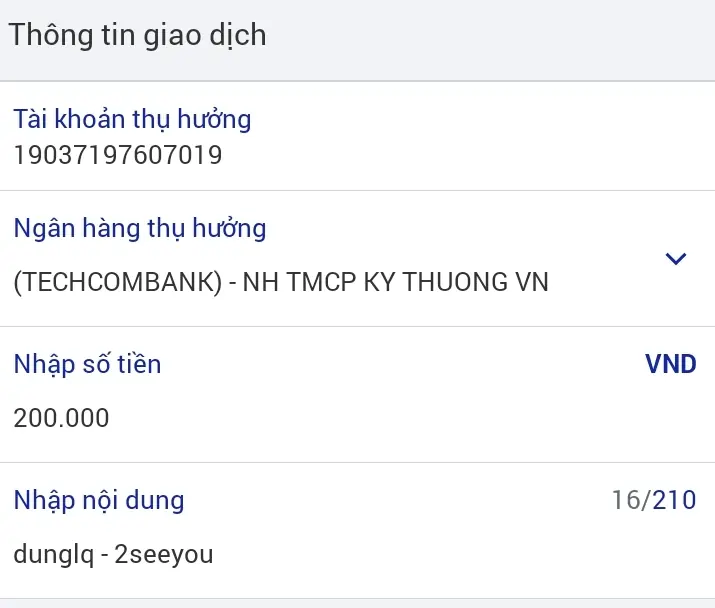 Thông tin giao dịch
Tài khoản thụ hưởng
19037197607019
Ngân hàng thụ hưởng
(TECHCOMBANK) - NH TMCP KY THUONG VN
Nhập số tiền VND
200.000
Nhập nội dung 16/210
dunglq - 2seeyou